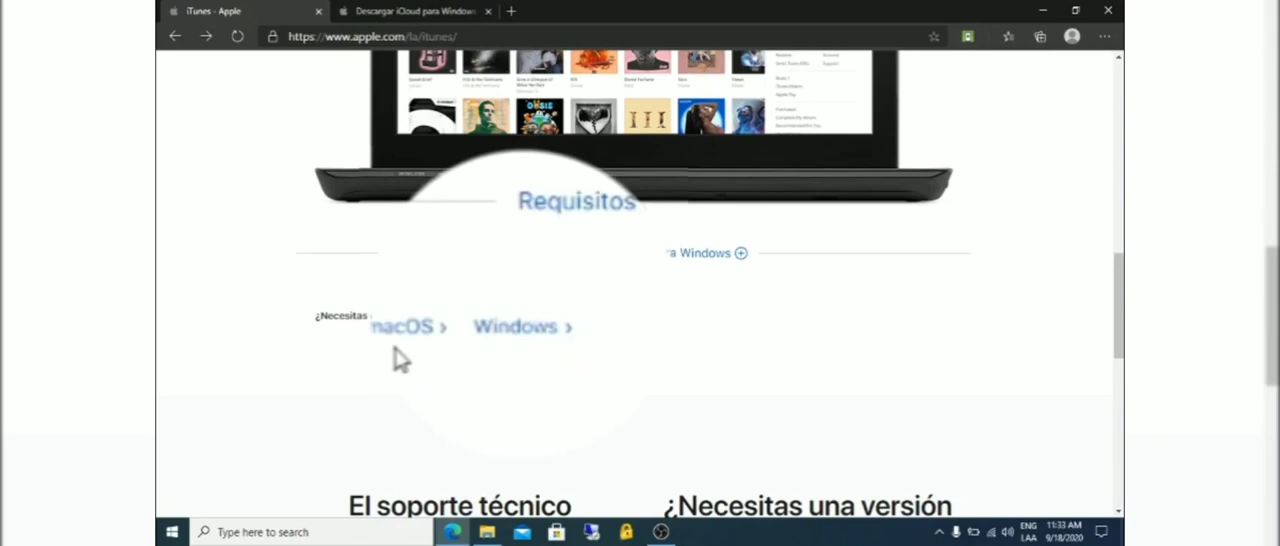 iTunes - Apple
Descargar iCloud para Windows
https://www.apple.com/la/itunes/
Requisitos
a Windows
¿Necesitas
macOS ›
Windows ›
El soporte técnico
¿Necesitas una versión
Type here to search
ENG
LAA
11:33 AM
9/18/2020